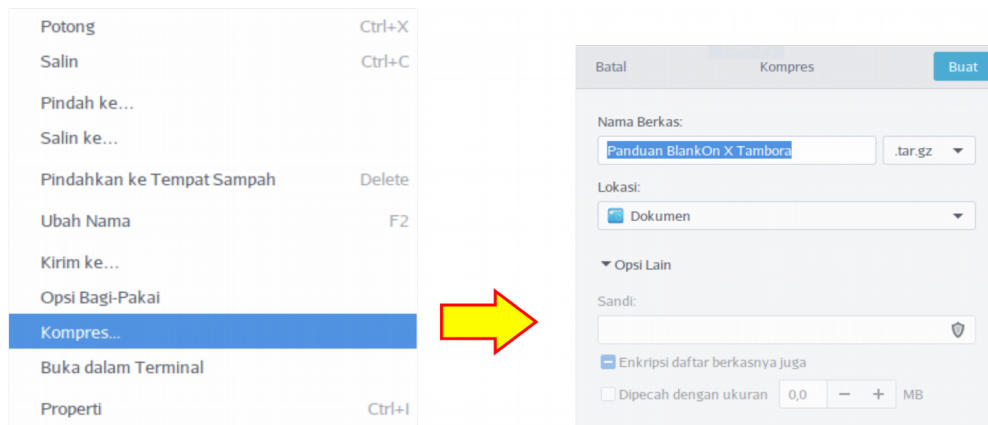 Potong Ctrl+X
Salin Ctrl+C
Pindah ke...
Salin ke...
Pindahkan ke Tempat Sampah Delete
Ubah Nama F2
Kirim ke...
Opsi Bagi-Pakai
Kompres...
Buka dalam Terminal
Properti Ctrl+I
Batal Kompres Buat
Nama Berkas:
Panduan BlankOn X Tambora .tar.gz
Lokasi:
Dokumen
Opsi Lain
Sandi:
Enkripsi daftar berkasnya juga
Dipecah dengan ukuran 0,0 − + MB